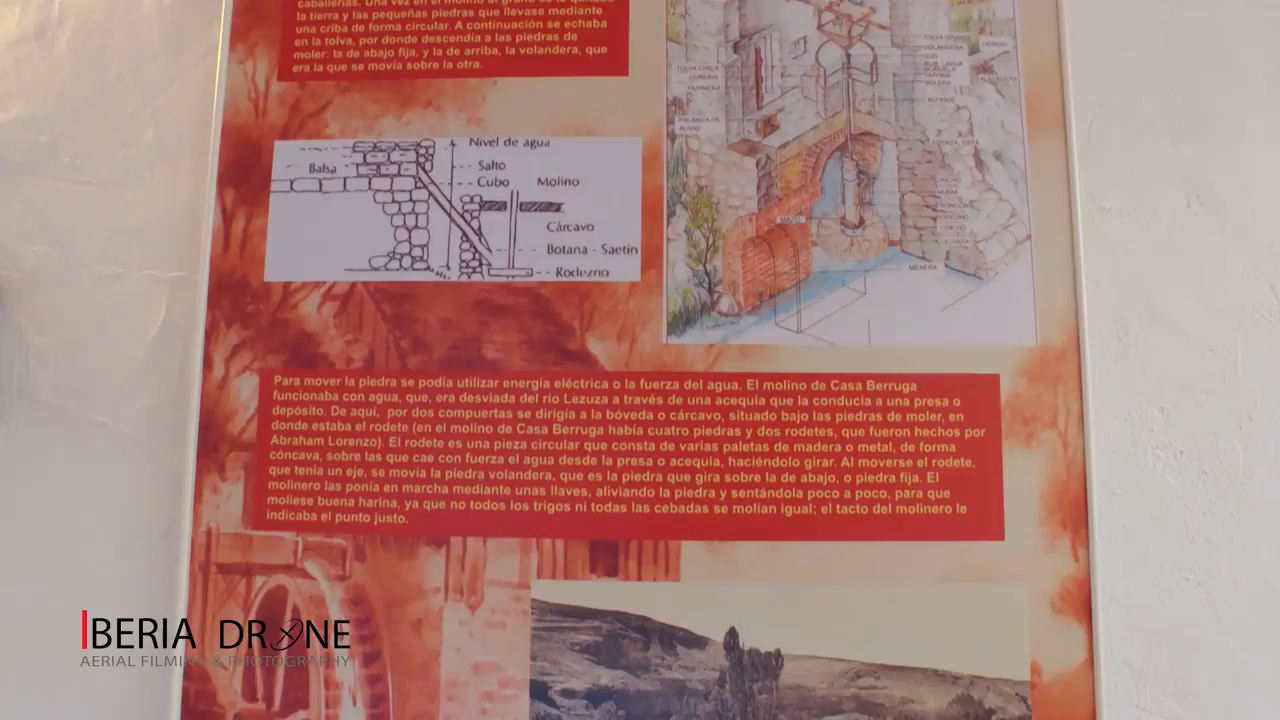 la tierra y las pequeñas piedras que llevase mediante
una criba de forma circular. A continuación se echaba
en la tolva, por donde descendía a las piedras de
moler: la de abajo fija, y la de arriba, la volandera, que
era la que se movía sobre la otra.
Nivel de agua
Balsa
Salto
Cubo
Molino
Cárcavo
Botana - Saetin
Rodezno
TOLVA GRANDE
VOLANDERA
TOLVA CHICA
MAZO
Para mover la piedra se podía utilizar energía eléctrica o la fuerza del agua. El molino de Casa Berruga
funcionaba con agua, que, era desviada del río Lezuza a través de una acequia que la conducía a una presa o
depósito. De aquí, por dos compuertas se dirigía a la bóveda o cárcavo, situado bajo las piedras de moler, en
donde estaba el rodete (en el molino de Casa Berruga había cuatro piedras y dos rodetes, que fueron hechos por
Abraham Lorenzo). El rodete es una pieza circular que consta de varias paletas de madera o metal, de forma
cóncava, sobre las que cae con fuerza el agua desde la presa o acequia, haciéndolo girar. Al moverse el rodete,
que tenía un eje, se movía la piedra volandera, que es la piedra que gira sobre la de abajo, o piedra fija. El
molinero las ponía en marcha mediante unas llaves, aliviando la piedra y sentándola poco a poco, para que
moliese buena harina, ya que no todos los trigos ni todas las cebadas se molían igual; el tacto del molinero le
indicaba el punto justo.
IBERIA DRONE
AERIAL FILMING & PHOTOGRAPHY